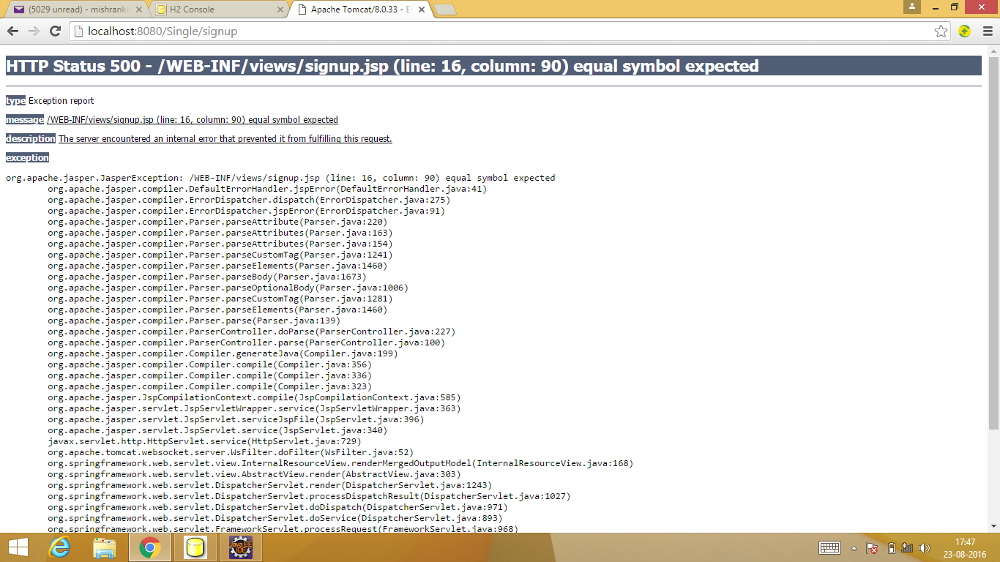 (5029 unread) - mishranki
H2 Console
Apache Tomcat/8.0.33 - E
localhost:8080/Single/signup
HTTP Status 500 - /WEB-INF/views/signup.jsp (line: 16, column: 90) equal symbol expected
type Exception report
message /WEB-INF/views/signup.jsp (line: 16, column: 90) equal symbol expected
description The server encountered an internal error that prevented it from fulfilling this request.
exception
org.apache.jasper.JasperException: /WEB-INF/views/signup.jsp (line: 16, column: 90) equal symbol expected
org.apache.jasper.compiler.DefaultErrorHandler.jspError(DefaultErrorHandler.java:41)
org.apache.jasper.compiler.ErrorDispatcher.dispatch(ErrorDispatcher.java:275)
org.apache.jasper.compiler.ErrorDispatcher.jspError(ErrorDispatcher.java:91)
org.apache.jasper.compiler.Parser.parseAttribute(Parser.java:220)
org.apache.jasper.compiler.Parser.parseAttributes(Parser.java:163)
org.apache.jasper.compiler.Parser.parseAttributes(Parser.java:154)
org.apache.jasper.compiler.Parser.parseCustomTag(Parser.java:1241)
org.apache.jasper.compiler.Parser.parseElements(Parser.java:1460)
org.apache.jasper.compiler.Parser.parseBody(Parser.java:1673)
org.apache.jasper.compiler.Parser.parseOptionalBody(Parser.java:1006)
org.apache.jasper.compiler.Parser.parseCustomTag(Parser.java:1281)
org.apache.jasper.compiler.Parser.parseElements(Parser.java:1460)
org.apache.jasper.compiler.Parser.parse(Parser.java:139)
org.apache.jasper.compiler.ParserController.doParse(ParserController.java:227)
org.apache.jasper.compiler.ParserController.parse(ParserController.java:100)
org.apache.jasper.compiler.Compiler.generateJava(Compiler.java:199)
org.apache.jasper.compiler.Compiler.compile(Compiler.java:356)
org.apache.jasper.compiler.Compiler.compile(Compiler.java:336)
org.apache.jasper.compiler.Compiler.compile(Compiler.java:323)
org.apache.jasper.JspCompilationContext.compile(JspCompilationContext.java:585)
org.apache.jasper.servlet.JspServletWrapper.service(JspServletWrapper.java:363)
org.apache.jasper.servlet.JspServlet.serviceJspFile(JspServlet.java:396)
org.apache.jasper.servlet.JspServlet.service(JspServlet.java:340)
javax.servlet.http.HttpServlet.service(HttpServlet.java:729)
org.apache.tomcat.websocket.server.WsFilter.doFilter(WsFilter.java:52)
org.springframework.web.servlet.view.InternalResourceView.renderMergedOutputModel(InternalResourceView.java:168)
org.springframework.web.servlet.view.AbstractView.render(AbstractView.java:303)
org.springframework.web.servlet.DispatcherServlet.render(DispatcherServlet.java:1243)
org.springframework.web.servlet.DispatcherServlet.processDispatchResult(DispatcherServlet.java:1027)
org.springframework.web.servlet.DispatcherServlet.doDispatch(DispatcherServlet.java:971)
org.springframework.web.servlet.DispatcherServlet.doService(DispatcherServlet.java:893)
org.springframework.web.servlet.FrameworkServlet.processRequest(FrameworkServlet.java:968)
Java EE
IDE
17:47
23-08-2016